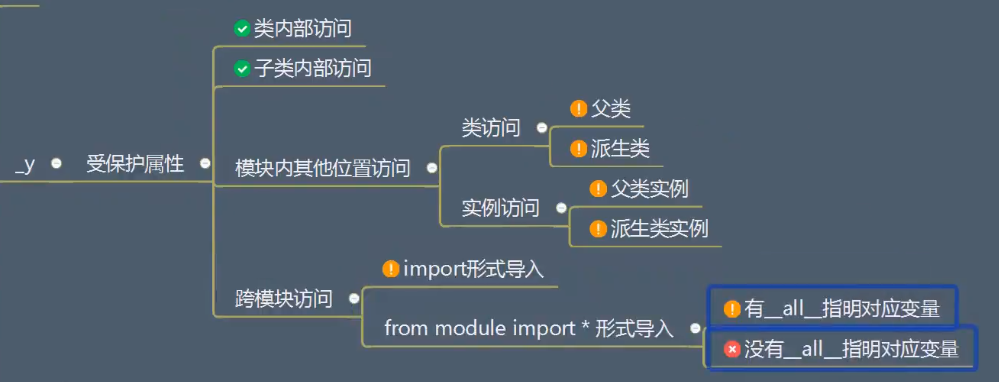 _y
受保护属性
类内部访问
子类内部访问
模块内其他位置访问
类访问
父类
派生类
实例访问
父类实例
派生类实例
跨模块访问
import形式导入
from module import * 形式导入
有__all__指明对应变量
没有__all__指明对应变量